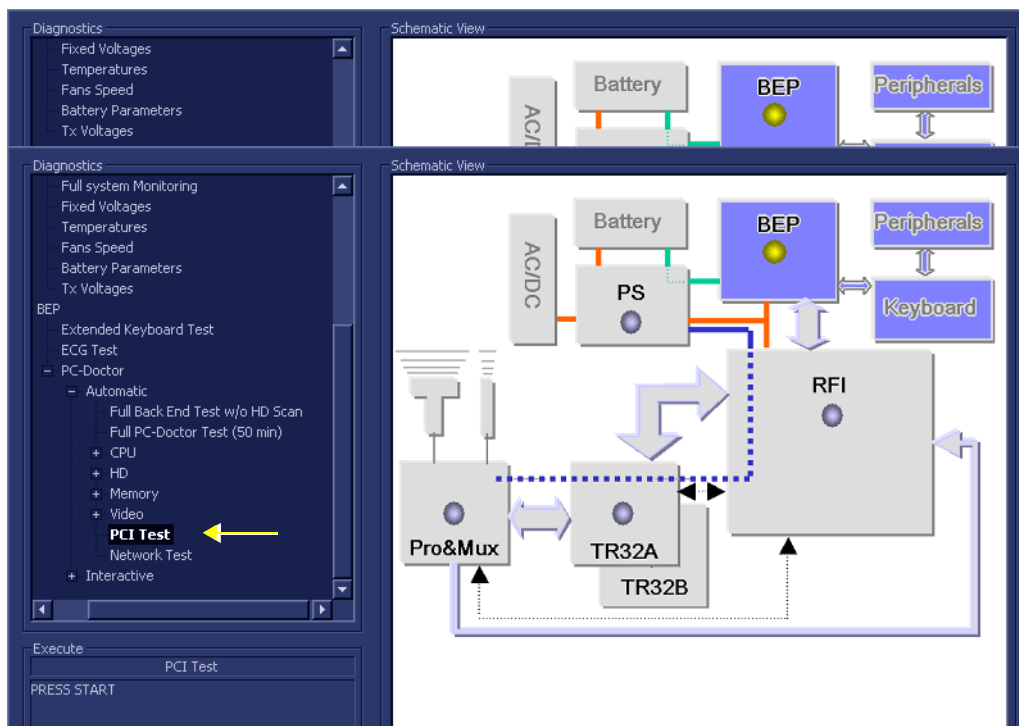 Diagnostics
Fixed Voltages
Temperatures
Fans Speed
Battery Parameters
Tx Voltages
Schematic View
Battery
BEP
Peripherals
Diagnostics
Full system Monitoring
Fixed Voltages
Temperatures
Fans Speed
Battery Parameters
Tx Voltages
BEP
Extended Keyboard Test
ECG Test
PC-Doctor
Automatic
Full Back End Test w/o HD Scan
Full PC-Doctor Test (50 min)
CPU
HD
Memory
Video
PCI Test
Network Test
Interactive
Execute
PCI Test
PRESS START
Schematic View
Battery
BEP
Peripherals
AC/DC
PS
Keyboard
RFI
Pro&Mux
TR32A
TR32B